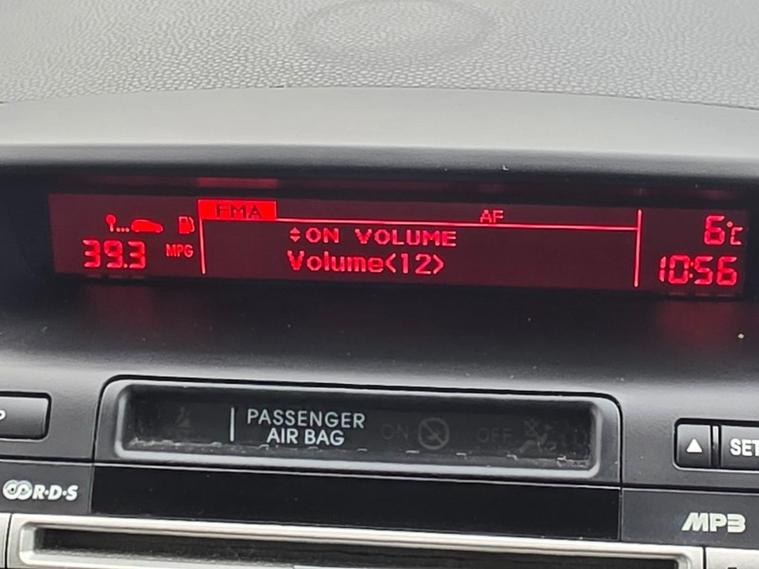 FMA
AF
39.3 MPG
ON VOLUME
Volume<12>
6°C
10:56
PASSENGER
AIR BAG
ON
OFF
R·D·S
SET
MP3